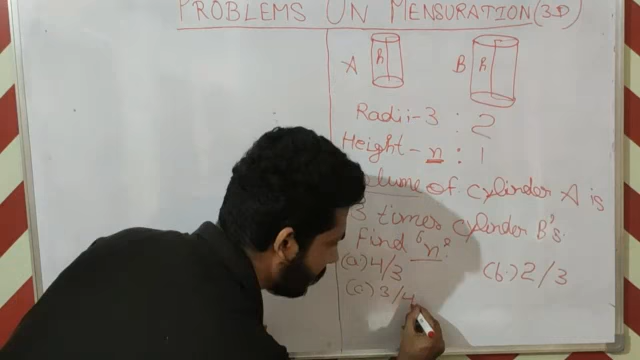 PROBLEMS ON MENSURATION (3D)
A h B h
Radii - 3 : 2
Height - n : 1
Volume of cylinder A is
3 times cylinder B's.
Find 'n'?
(a) 4/3 (b) 2/3
(c) 3/4